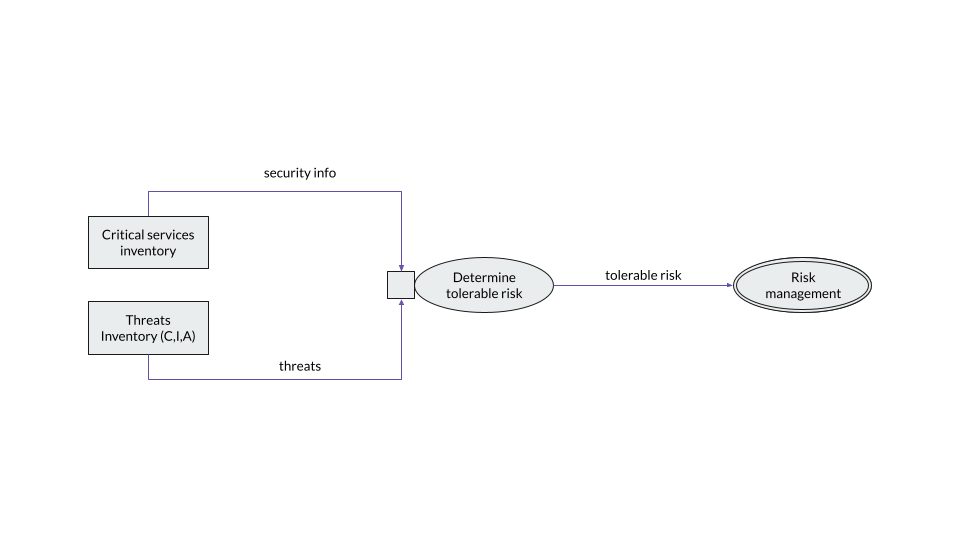 security info
Critical services
inventory
Determine
tolerable risk
tolerable risk
Risk
management
Threats
Inventory (C,I,A)
threats